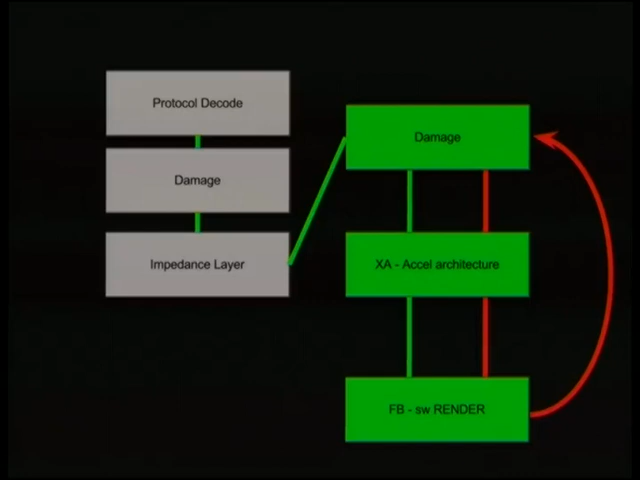 Protocol Decode
Damage
Impedance Layer
Damage
XA - Accel architecture
FB - sw RENDER